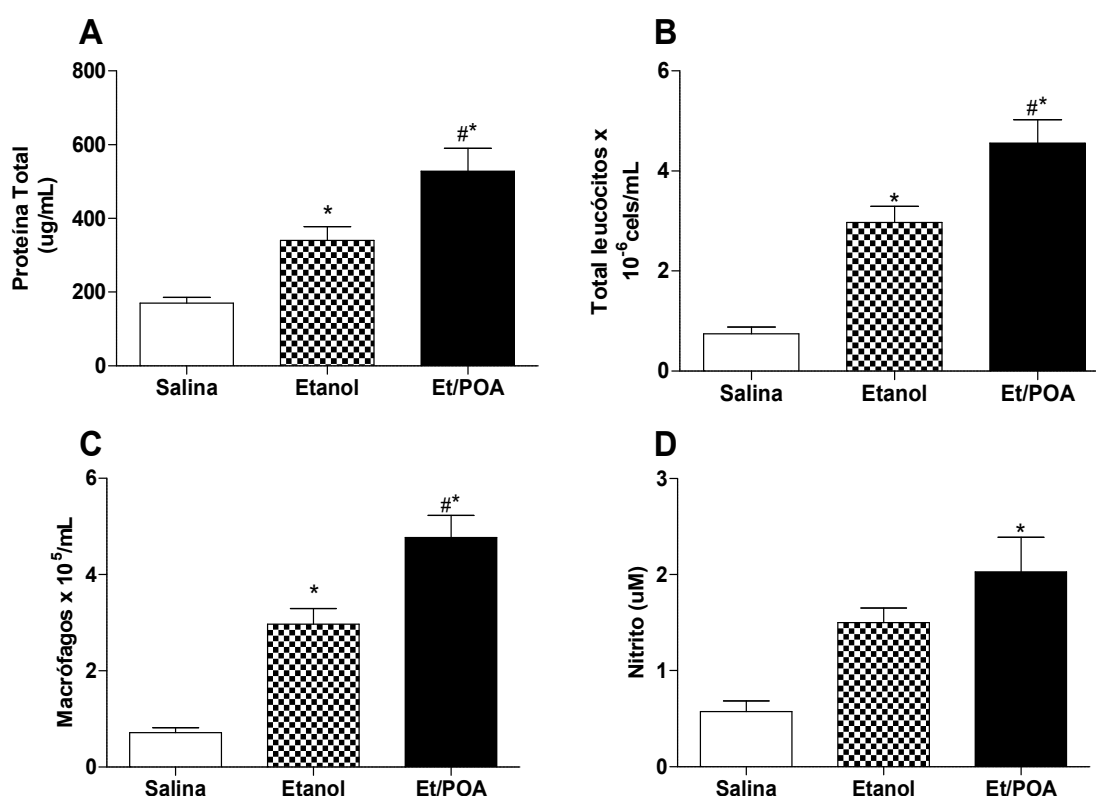 A
Proteína Total
(ug/mL)
800
600
400
200
0
*
#*
Salina Etanol Et/POA
B
Total leucócitos x
10-6cels/mL
6
4
2
0
*
#*
Salina Etanol Et/POA
C
Macrófagos x 105/mL
6
4
2
0
*
#*
Salina Etanol Et/POA
D
Nitrito (uM)
3
2
1
0
*
Salina Etanol Et/POA